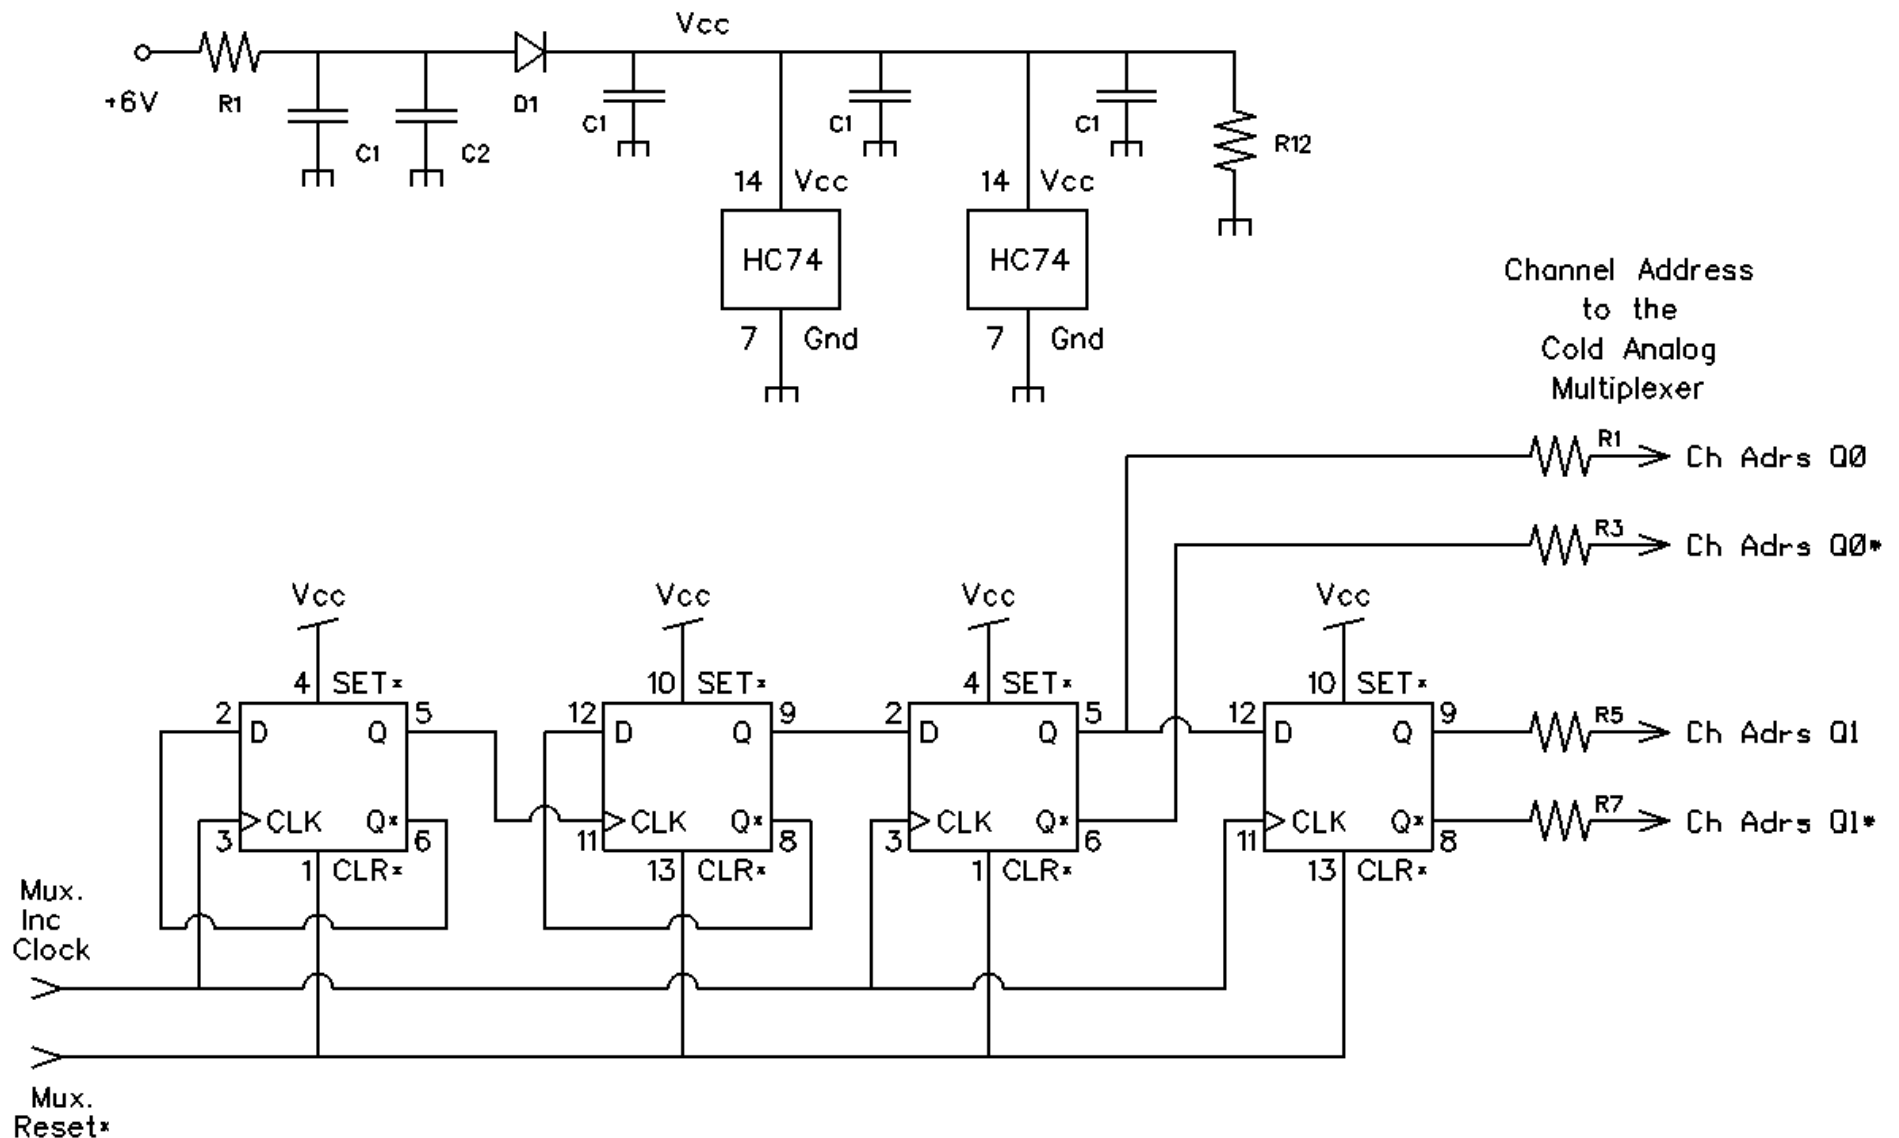 Vcc
+6V
R1
D1
C1
C1
C1
C1
C2
R12
14 Vcc
14 Vcc
HC74
HC74
7 Gnd
7 Gnd
Channel Address
to the
Cold Analog
Multiplexer
R1
Ch Adrs Q0
R3
Ch Adrs Q0*
Vcc
Vcc
Vcc
Vcc
4 SET*
10 SET*
4 SET*
10 SET*
2
5
12
9
2
5
12
9
R5
D
Q
D
Q
D
Q
D
Q
Ch Adrs Q1
R7
CLK
Q*
CLK
Q*
CLK
Q*
CLK
Q*
Ch Adrs Q1*
3
6
11
8
3
6
11
8
1 CLR*
13 CLR*
1 CLR*
13 CLR*
Mux.
Inc
Clock
Mux.
Reset*